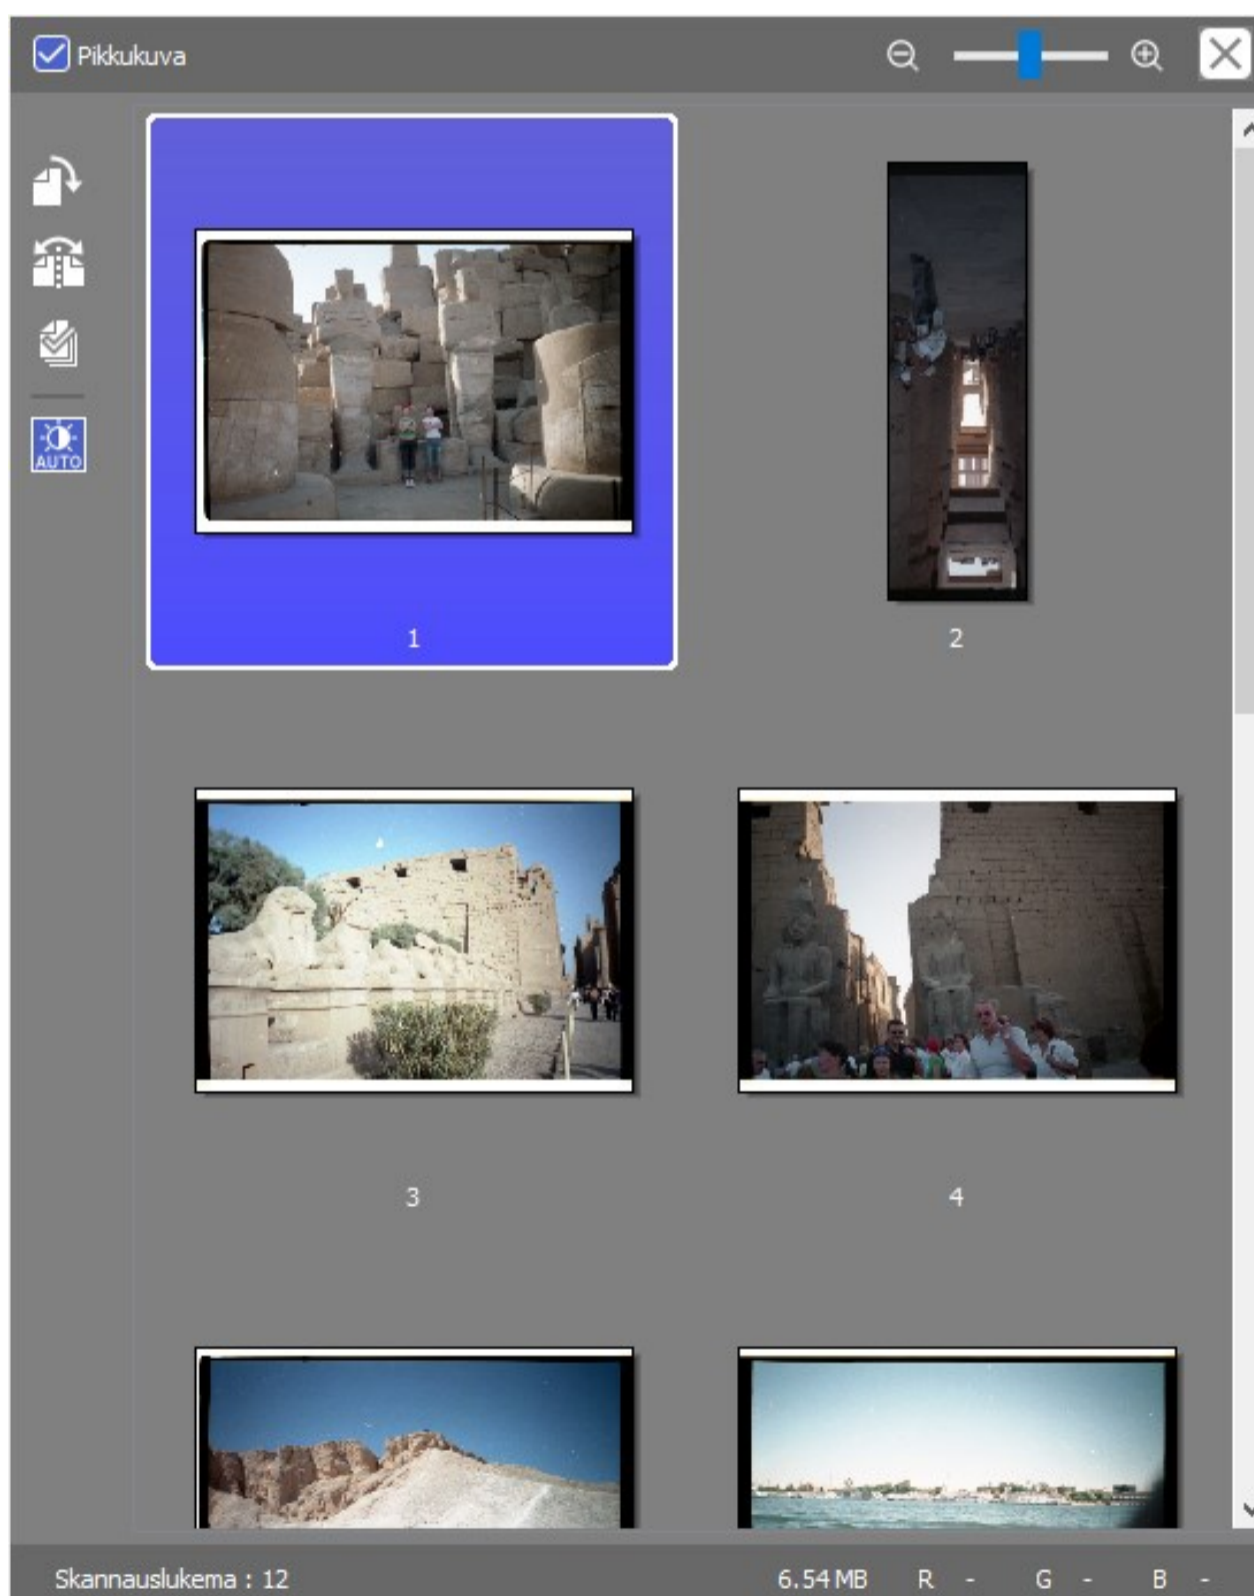 Pikkukuva
AUTO
1
2
3
4
Skannauslukema : 12
6.54 MB R - G - B -